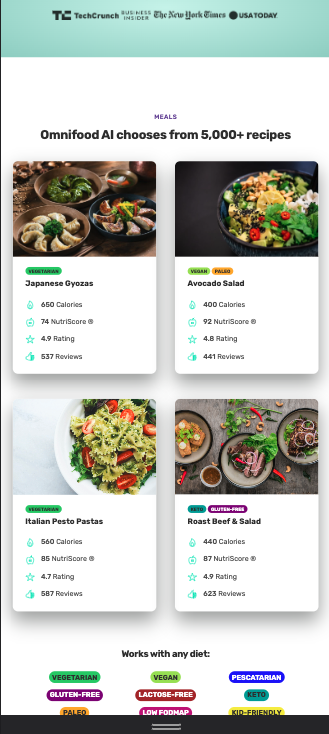 TechCrunch
BUSINESS INSIDER
The New York Times
USA TODAY
MEALS
Omnifood AI chooses from 5,000+ recipes
VEGETARIAN
Japanese Gyozas
650 Calories
74 NutriScore ®
4.9 Rating
537 Reviews
VEGAN PALEO
Avocado Salad
400 Calories
92 NutriScore ®
4.8 Rating
441 Reviews
VEGETARIAN
Italian Pesto Pastas
560 Calories
85 NutriScore ®
4.7 Rating
587 Reviews
KETO GLUTEN-FREE
Roast Beef & Salad
440 Calories
87 NutriScore ®
4.9 Rating
623 Reviews
Works with any diet:
VEGETARIAN VEGAN PESCATARIAN
GLUTEN-FREE LACTOSE-FREE KETO
PALEO LOW FODMAP KID-FRIENDLY